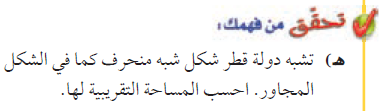 تحقق من فهمك:
هـ) تشبه دولة قطر شكل شبه منحرف كما في الشكل
المجاور. احسب المساحة التقريبية لها.